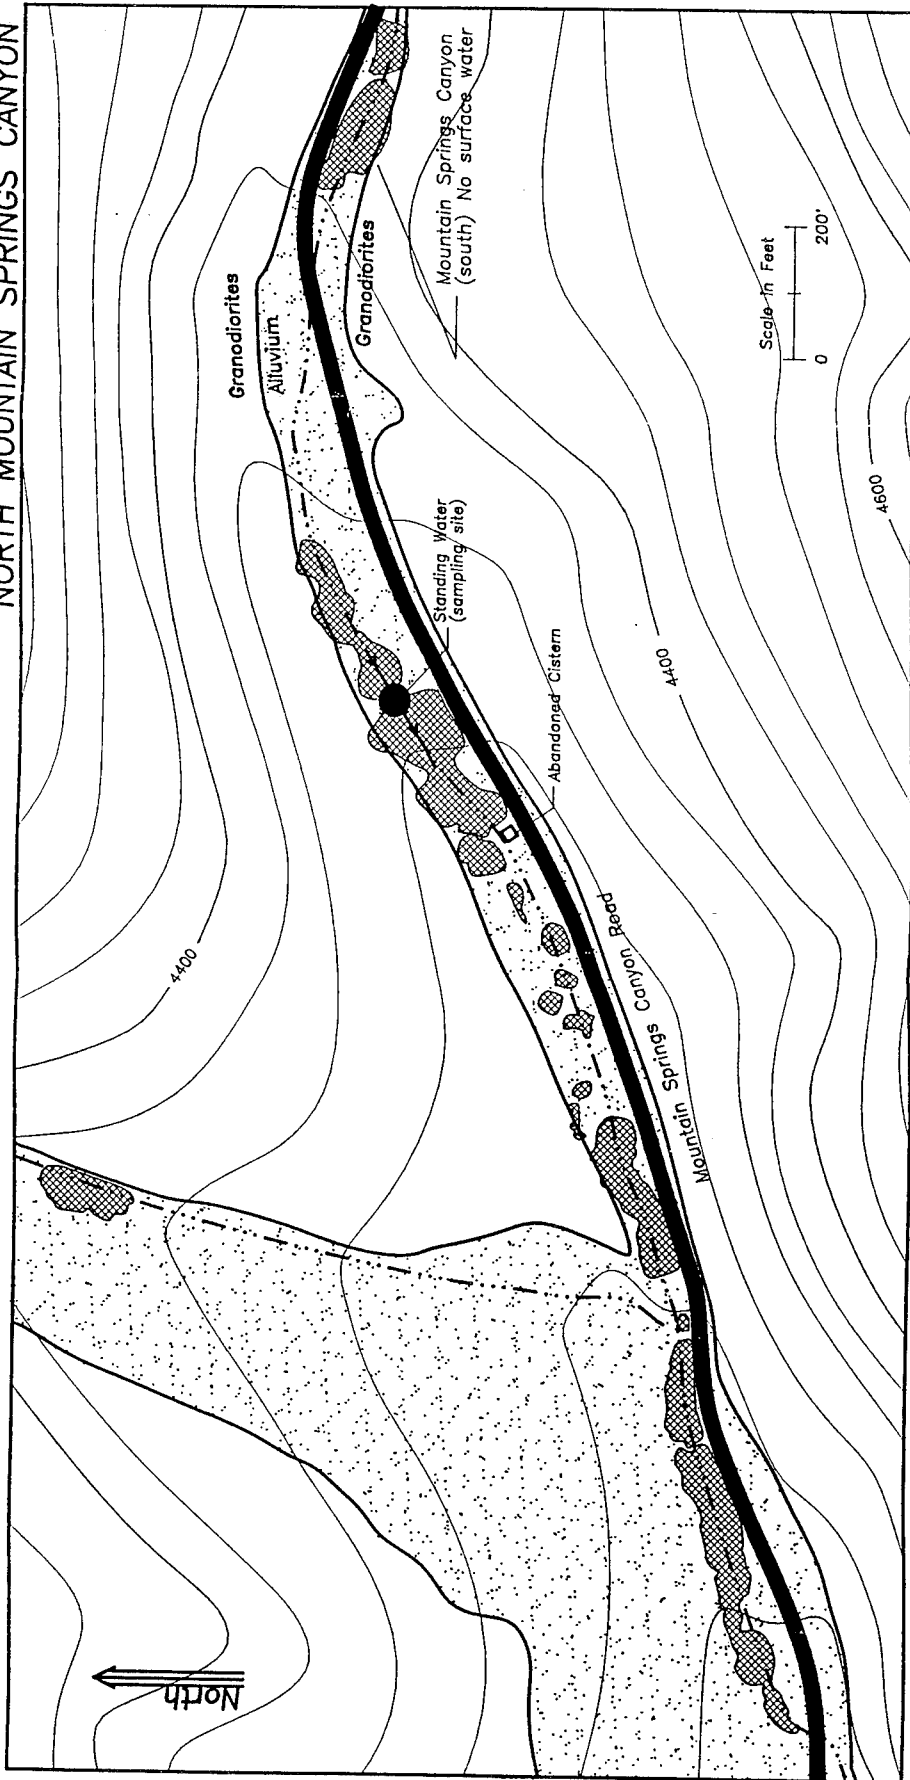 NORTH MOUNTAIN SPRINGS CANYON
Granodiorites
Alluvium
Granodiorites
Mountain Springs Canyon
(south) No surface water
Standing Water
(sampling site)
Abandoned Cistern
Mountain Springs Canyon Road
4400
4400
4600
Scale in Feet
0 200'
North